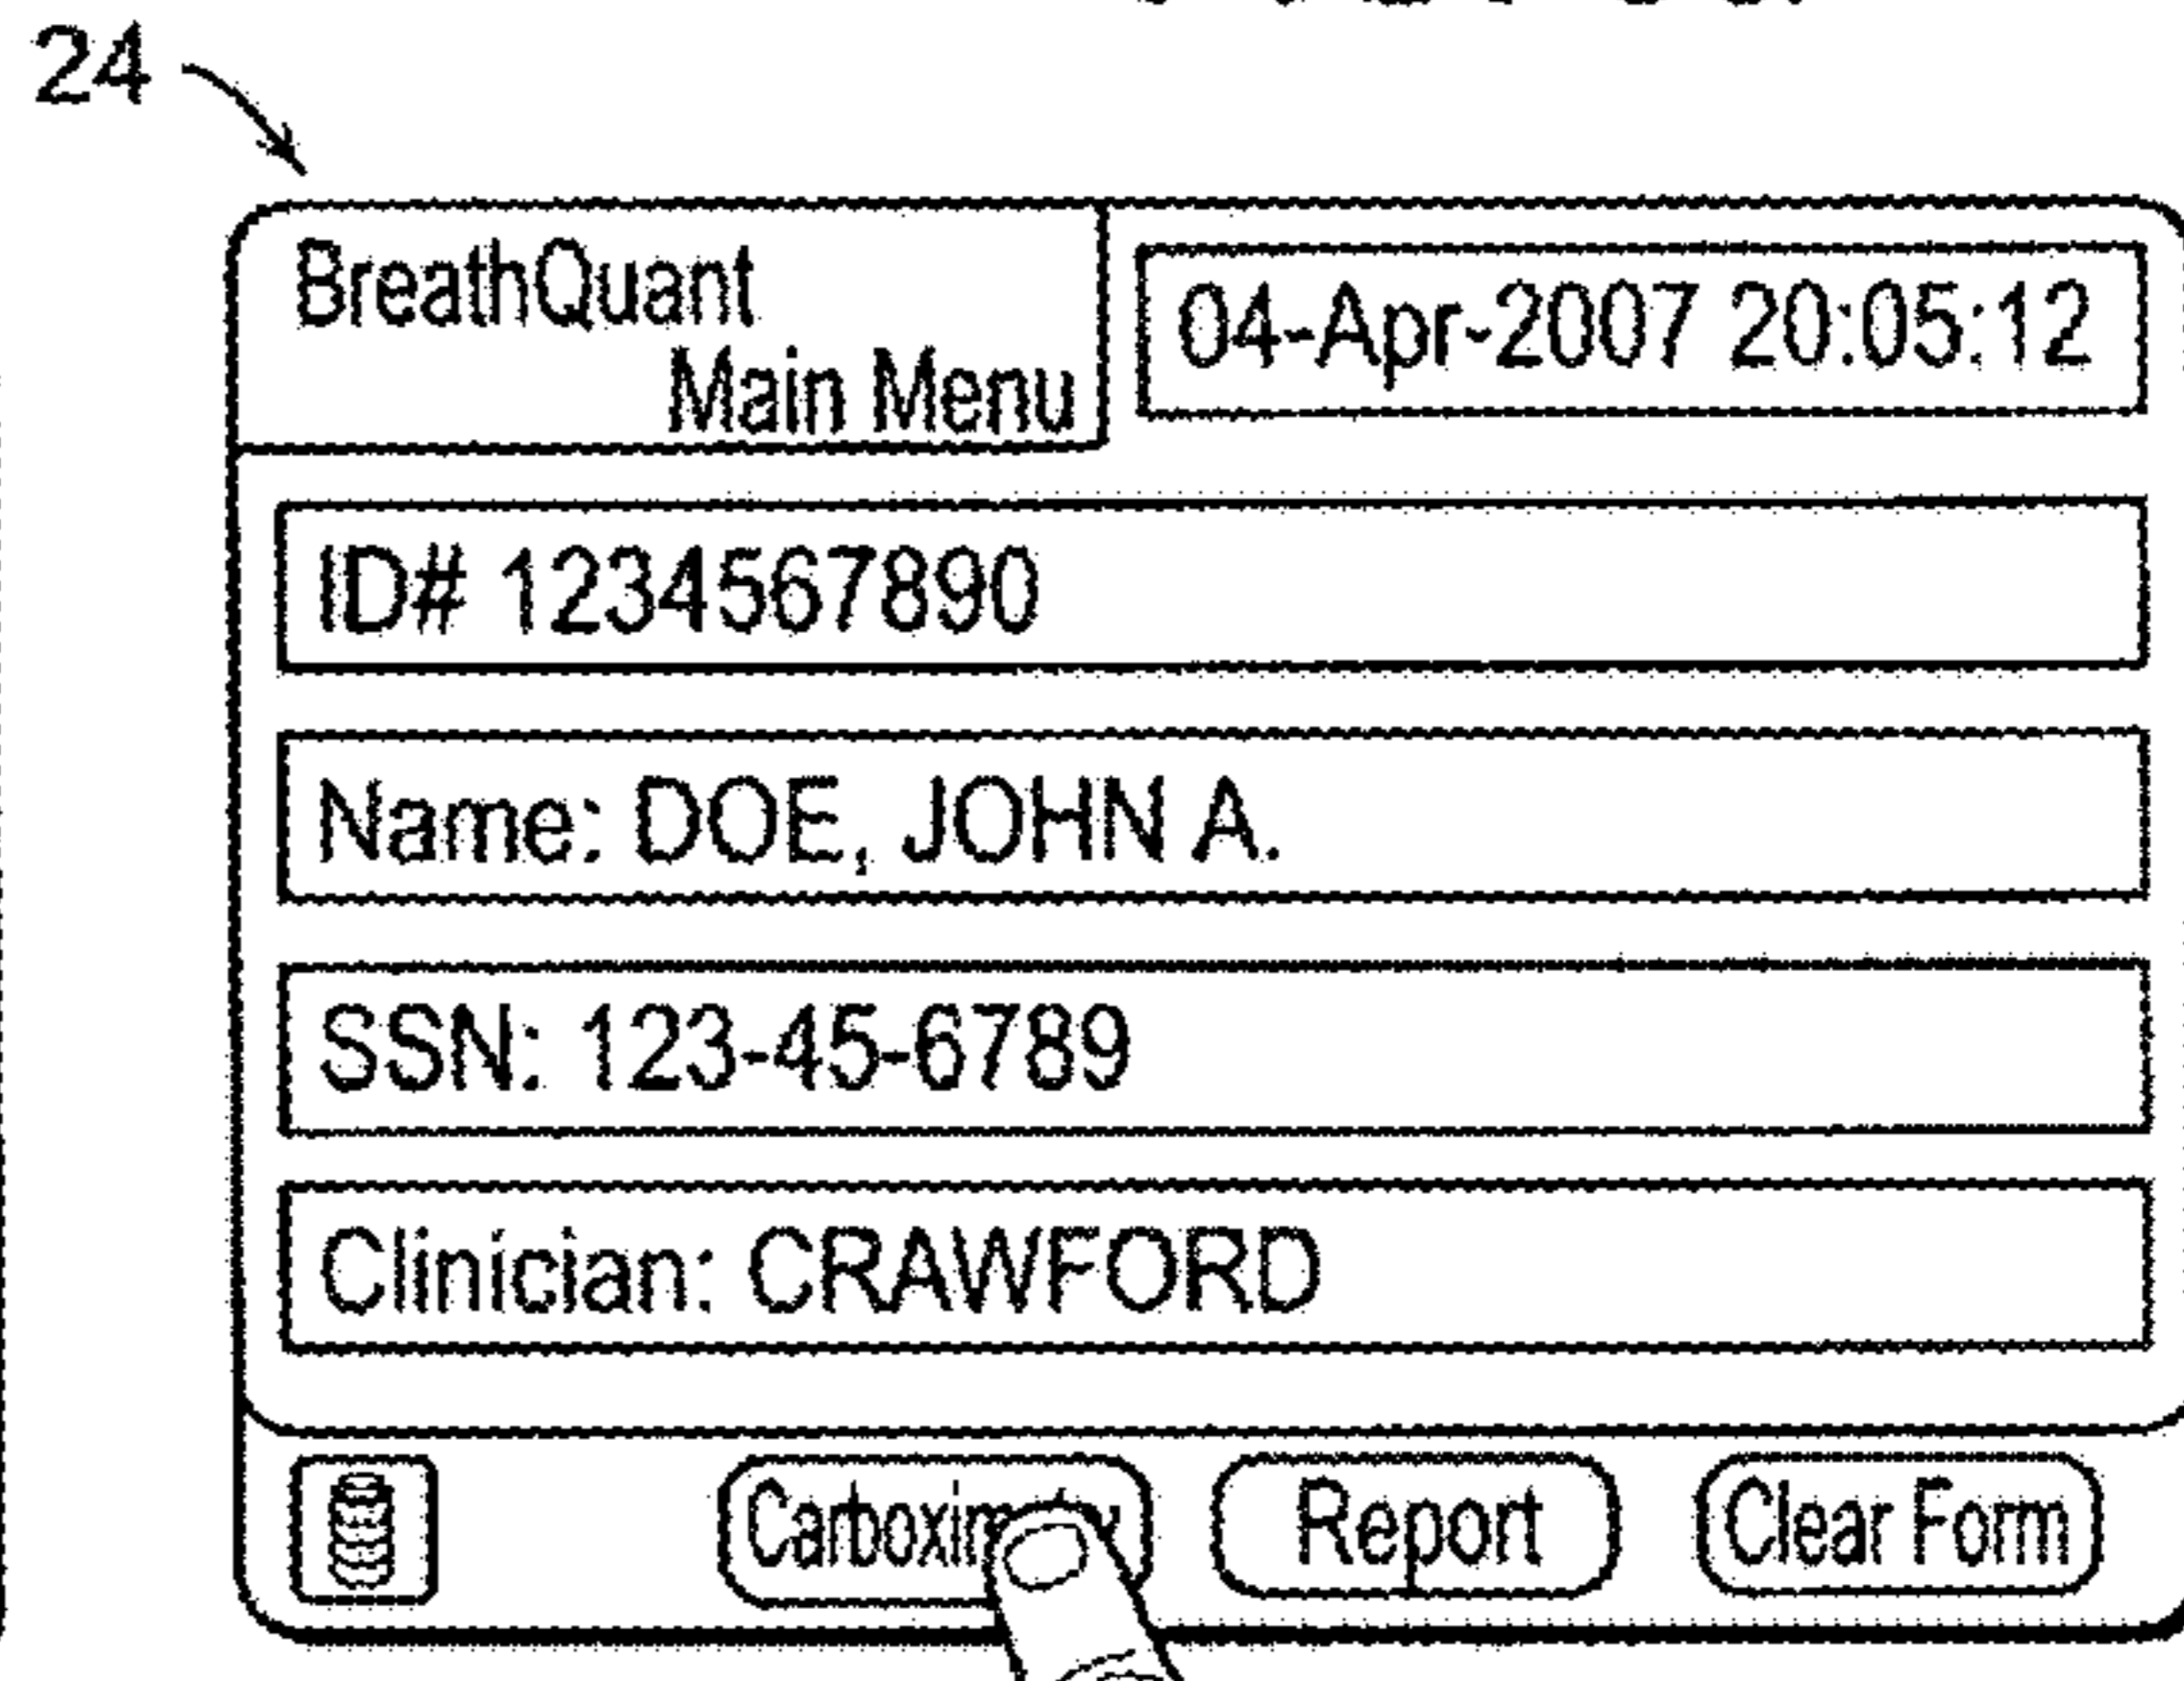 24
BreathQuant
Main Menu
04-Apr-2007 20:05:12
ID# 1234567890
Name: DOE, JOHN A.
SSN: 123-45-6789
Clinician: CRAWFORD
Report
Clear Form